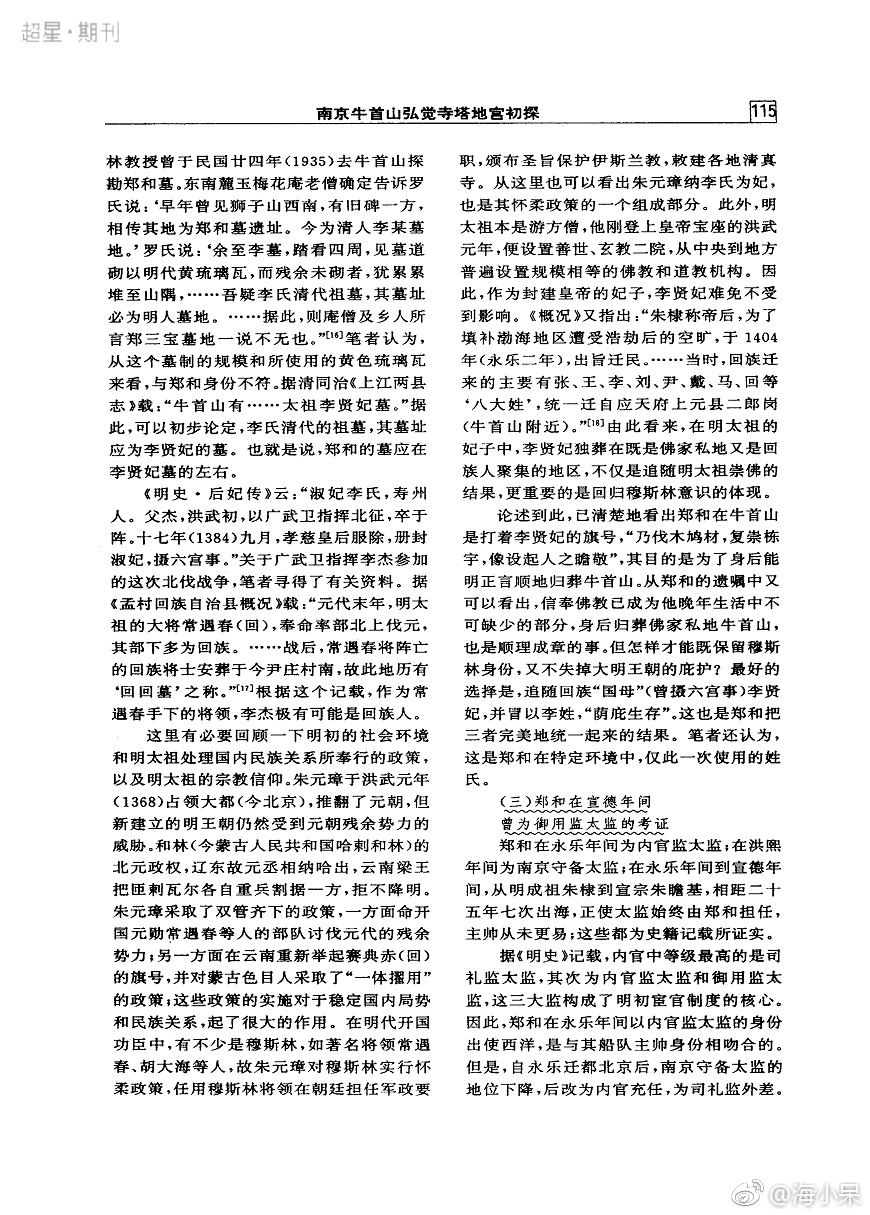 超星·期刊
南京牛首山弘觉寺塔地宫初探
115
林教授曾于民国廿四年(1935)去牛首山探
勘郑和墓。东南麓玉梅花庵老僧确定告诉罗
氏说:‘早年曾见狮子山西南,有旧碑一方,
相传其地为郑和墓遗址。今为清人李某墓
地。’罗氏说:‘余至李墓,踏看四周,见墓道
砌以明代黄琉璃瓦,而残余未砌者,犹累累
堆至山隅,……吾疑李氏清代祖墓,其墓址
必为明人墓地。……据此,则庵僧及乡人所
言郑三宝墓地一说不无也。”[16]笔者认为,
从这个墓制的规模和所使用的黄色琉璃瓦
来看,与郑和身份不符。据清同治《上江两县
志》载:“牛首山有……太祖李贤妃墓。”据
此,可以初步论定,李氏清代的祖墓,其墓址
应为李贤妃的墓。也就是说,郑和的墓应在
李贤妃墓的左右。
《明史·后妃传》云:“淑妃李氏,寿州
人。父杰,洪武初,以广武卫指挥北征,卒于
阵。十七年(1384)九月,孝慈皇后服除,册封
淑妃,摄六宫事。”关于广武卫指挥李杰参加
的这次北伐战争,笔者寻得了有关资料。据
《孟村回族自治县概况》载:“元代末年,明太
祖的大将常遇春(回),奉命率部北上伐元,
其部下多为回族。……战后,常遇春将阵亡
的回族将士安葬于今尹庄村南,故此地历有
‘回回墓’之称。”[17]根据这个记载,作为常
遇春手下的将领,李杰极有可能是回族人。
这里有必要回顾一下明初的社会环境
和明太祖处理国内民族关系所奉行的政策,
以及明太祖的宗教信仰。朱元璋于洪武元年
(1368)占领大都(今北京),推翻了元朝,但
新建立的明王朝仍然受到元朝残余势力的
威胁。和林(今蒙古人民共和国哈剌和林)的
北元政权,辽东故元丞相纳哈出,云南梁王
把匝剌瓦尔各自重兵割据一方,拒不降明。
朱元璋采取了双管齐下的政策,一方面命开
国元勋常遇春等人的部队讨伐元代的残余
势力;另一方面在云南重新举起赛典赤(回)
的旗号,并对蒙古色目人采取了“一体擢用”
的政策;这些政策的实施对于稳定国内局势
和民族关系,起了很大的作用。在明代开国
功臣中,有不少是穆斯林,如著名将领常遇
春、胡大海等人,故朱元璋对穆斯林实行怀
柔政策,任用穆斯林将领在朝廷担任军政要
职,颁布圣旨保护伊斯兰教,敕建各地清真
寺。从这里也可以看出朱元璋纳李氏为妃,
也是其怀柔政策的一个组成部分。此外,明
太祖本是游方僧,他刚登上皇帝宝座的洪武
元年,便设置善世、玄教二院,从中央到地方
普遍设置规模相等的佛教和道教机构。因
此,作为封建皇帝的妃子,李贤妃难免不受
到影响。《概况》又指出:“朱棣称帝后,为了
填补渤海地区遭受浩劫后的空旷,于1404
年(永乐二年),出旨迁民。……当时,回族迁
来的主要有张、王、李、刘、尹、戴、马、回等
‘八大姓’,统一迁自应天府上元县二郎岗
(牛首山附近)。”[18]由此看来,在明太祖的
妃子中,李贤妃独葬在既是佛家私地又是回
族人聚集的地区,不仅是追随明太祖崇佛的
结果,更重要的是回归穆斯林意识的体现。
论述到此,已清楚地看出郑和在牛首山
是打着李贤妃的旗号,“乃伐木鸠材,复崇栋
宇,像设起人之瞻敬”,其目的是为了身后能
明正言顺地归葬牛首山。从郑和的遗嘱中又
可以看出,信奉佛教已成为他晚年生活中不
可缺少的部分,身后归葬佛家私地牛首山,
也是顺理成章的事。但怎样才能既保留穆斯
林身份,又不失掉大明王朝的庇护?最好的
选择是,追随回族“国母”(曾摄六宫事)李贤
妃,并冒以李姓,“荫庇生存”。这也是郑和把
三者完美地统一起来的结果。笔者还认为,
这是郑和在特定环境中,仅此一次使用的姓
氏。
(三)郑和在宣德年间
曾为御用监太监的考证
郑和在永乐年间为内官监太监;在洪熙
年间为南京守备太监;在永乐年间到宣德年
间,从明成祖朱棣到宣宗朱瞻基,相距二十
五年七次出海,正使太监始终由郑和担任,
主帅从未更易;这些都为史籍记载所证实。
据《明史》记载,内官中等级最高的是司
礼监太监,其次为内官监太监和御用监太
监,这三大监构成了明初宦官制度的核心。
因此,郑和在永乐年间以内官监太监的身份
出使西洋,是与其船队主帅身份相吻合的。
但是,自永乐迁都北京后,南京守备太监的
地位下降,后改为内官充任,为司礼监外差。
@海小呆